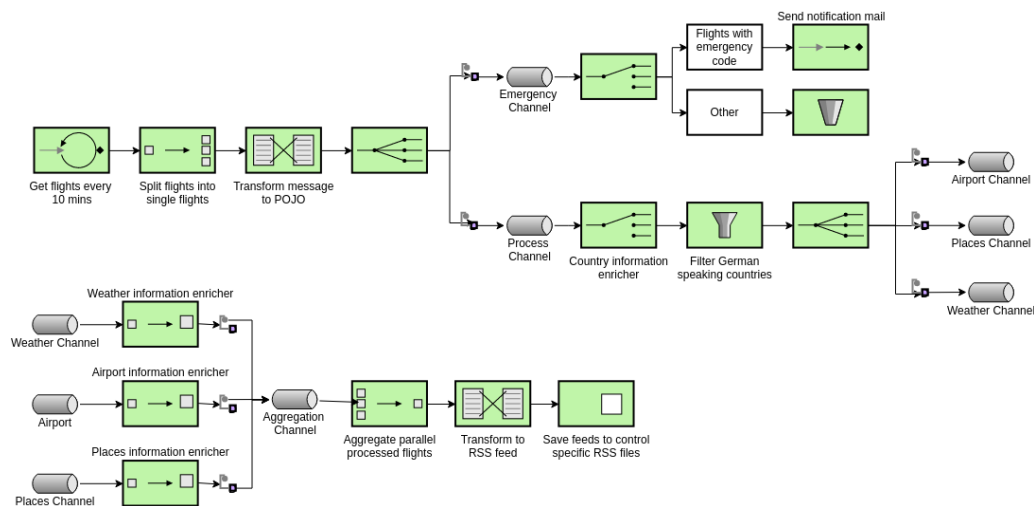 Send notification mail
Flights with
emergency
code
Emergency
Channel
Other
Get flights every
10 mins
Split flights into
single flights
Transform message
to POJO
Airport Channel
Process
Channel
Country information
enricher
Filter German
speaking countries
Places Channel
Weather Channel
Weather information enricher
Weather Channel
Airport information enricher
Airport
Aggregation
Channel
Aggregate parallel
processed flights
Transform to
RSS feed
Save feeds to control
specific RSS files
Places information enricher
Places Channel